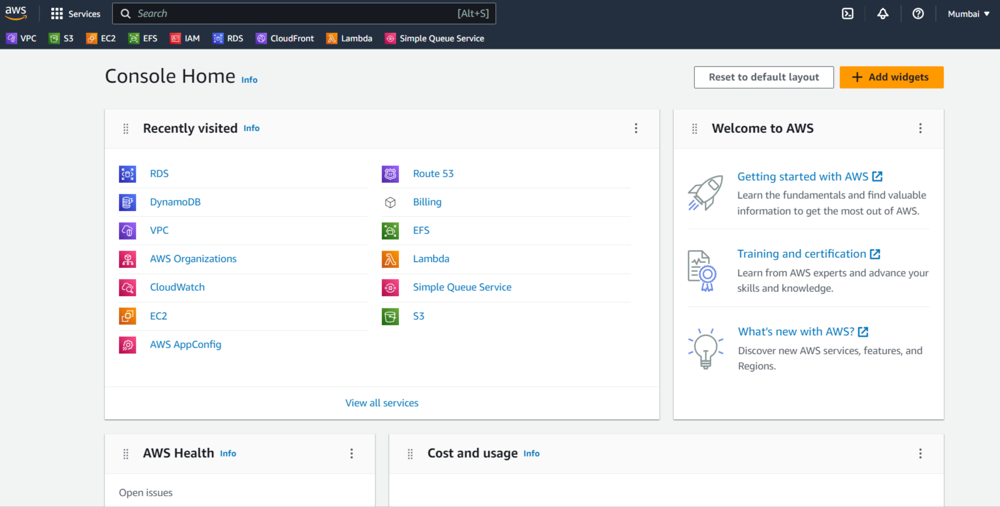 aws Services Search [Alt+S] Mumbai
VPC S3 EC2 EFS IAM RDS CloudFront Lambda Simple Queue Service
Console Home Info
Reset to default layout
Add widgets
Recently visited Info
RDS
DynamoDB
VPC
AWS Organizations
CloudWatch
EC2
AWS AppConfig
Route 53
Billing
EFS
Lambda
Simple Queue Service
S3
View all services
Welcome to AWS
Getting started with AWS
Learn the fundamentals and find valuable
information to get the most out of AWS.
Training and certification
Learn from AWS experts and advance your
skills and knowledge.
What's new with AWS?
Discover new AWS services, features, and
Regions.
AWS Health Info
Open issues
Cost and usage Info